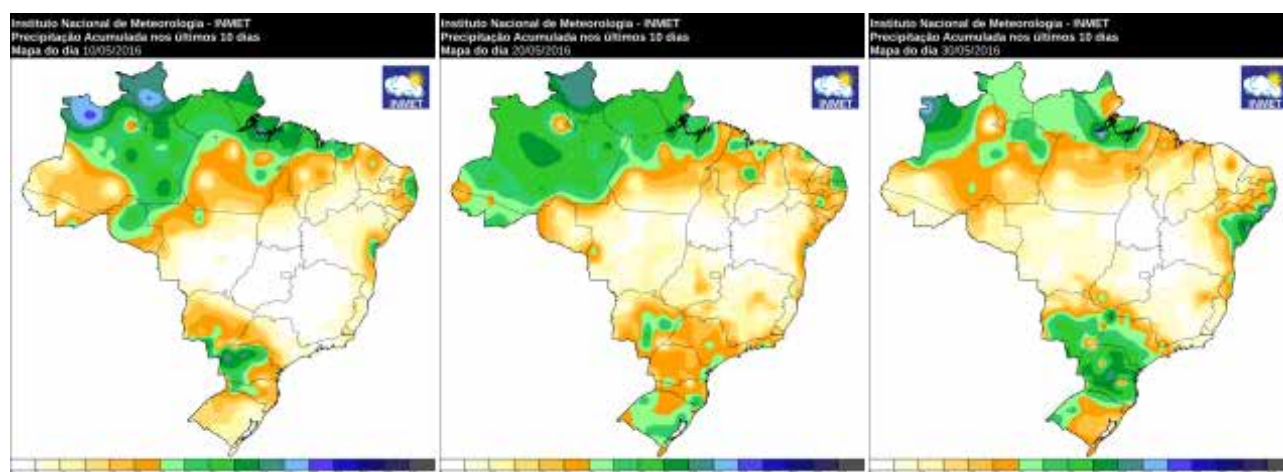 Instituto Nacional de Meteorologia - INMET
Precipitação Acumulada nos últimos 10 dias
Mapa do dia 10/05/2016
INMET
Instituto Nacional de Meteorologia - INMET
Precipitação Acumulada nos últimos 10 dias
Mapa do dia 20/05/2016
INMET
Instituto Nacional de Meteorologia - INMET
Precipitação Acumulada nos últimos 10 dias
Mapa do dia 30/05/2016
INMET